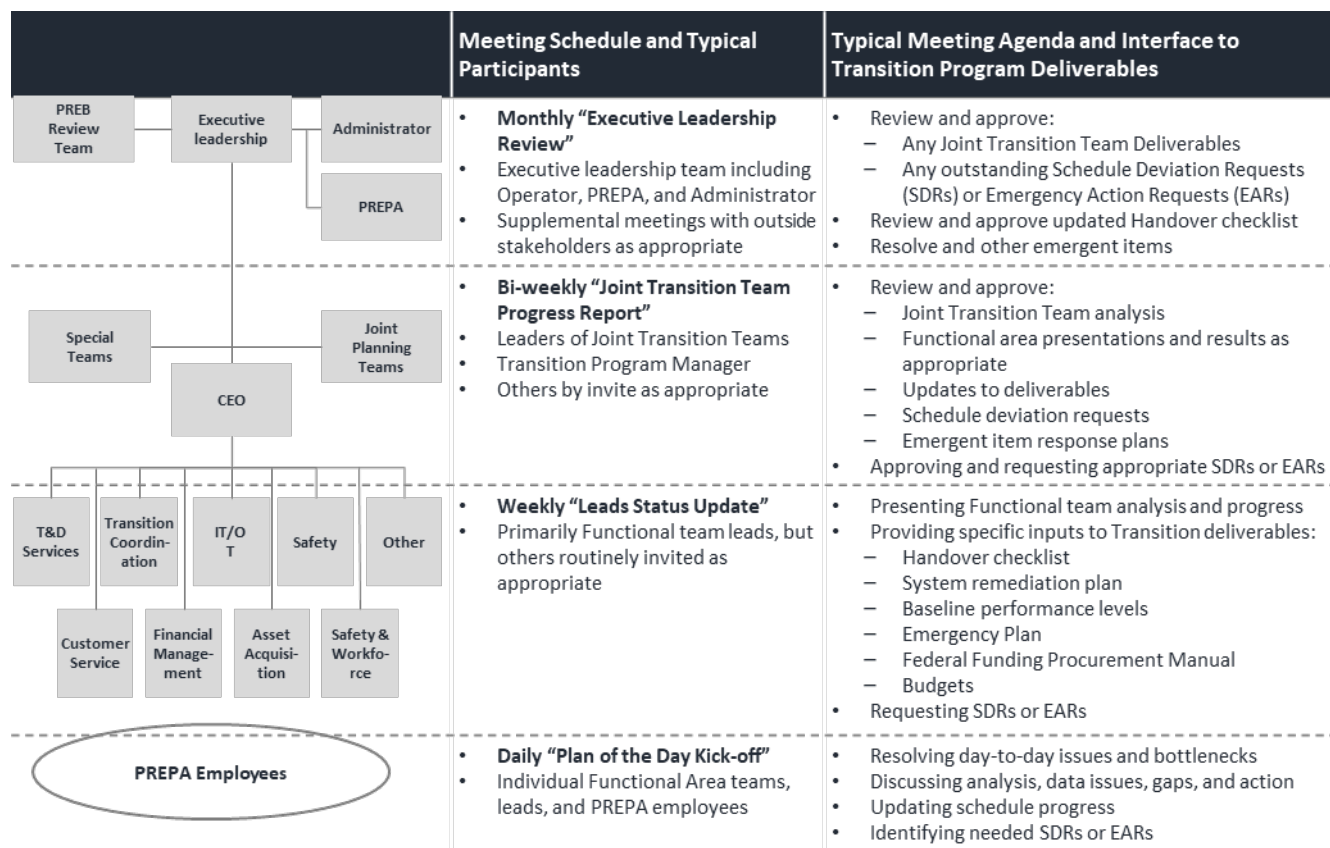 Meeting Schedule and Typical
Participants
Typical Meeting Agenda and Interface to
Transition Program Deliverables
PREB
Review
Team
Executive
leadership
Administrator
PREPA
• Monthly “Executive Leadership
Review”
• Executive leadership team including
Operator, PREPA, and Administrator
• Supplemental meetings with outside
stakeholders as appropriate
• Review and approve:
– Any Joint Transition Team Deliverables
– Any outstanding Schedule Deviation Requests
(SDRs) or Emergency Action Requests (EARs)
• Review and approve updated Handover checklist
• Resolve and other emergent items
Special
Teams
Joint
Planning
Teams
CEO
• Bi-weekly “Joint Transition Team
Progress Report”
• Leaders of Joint Transition Teams
• Transition Program Manager
• Others by invite as appropriate
• Review and approve:
– Joint Transition Team analysis
– Functional area presentations and results as
appropriate
– Updates to deliverables
– Schedule deviation requests
– Emergent item response plans
• Approving and requesting appropriate SDRs or EARs
T&D
Services
Transition
Coordin-
ation
IT/O
T
Safety
Other
Customer
Service
Financial
Manage-
ment
Asset
Acquisi-
tion
Safety &
Workfo-
rce
• Weekly “Leads Status Update”
• Primarily Functional team leads, but
others routinely invited as
appropriate
• Presenting Functional team analysis and progress
• Providing specific inputs to Transition deliverables:
– Handover checklist
– System remediation plan
– Baseline performance levels
– Emergency Plan
– Federal Funding Procurement Manual
– Budgets
• Requesting SDRs or EARs
PREPA Employees
• Daily “Plan of the Day Kick-off”
• Individual Functional Area teams,
leads, and PREPA employees
• Resolving day-to-day issues and bottlenecks
• Discussing analysis, data issues, gaps, and action
• Updating schedule progress
• Identifying needed SDRs or EARs